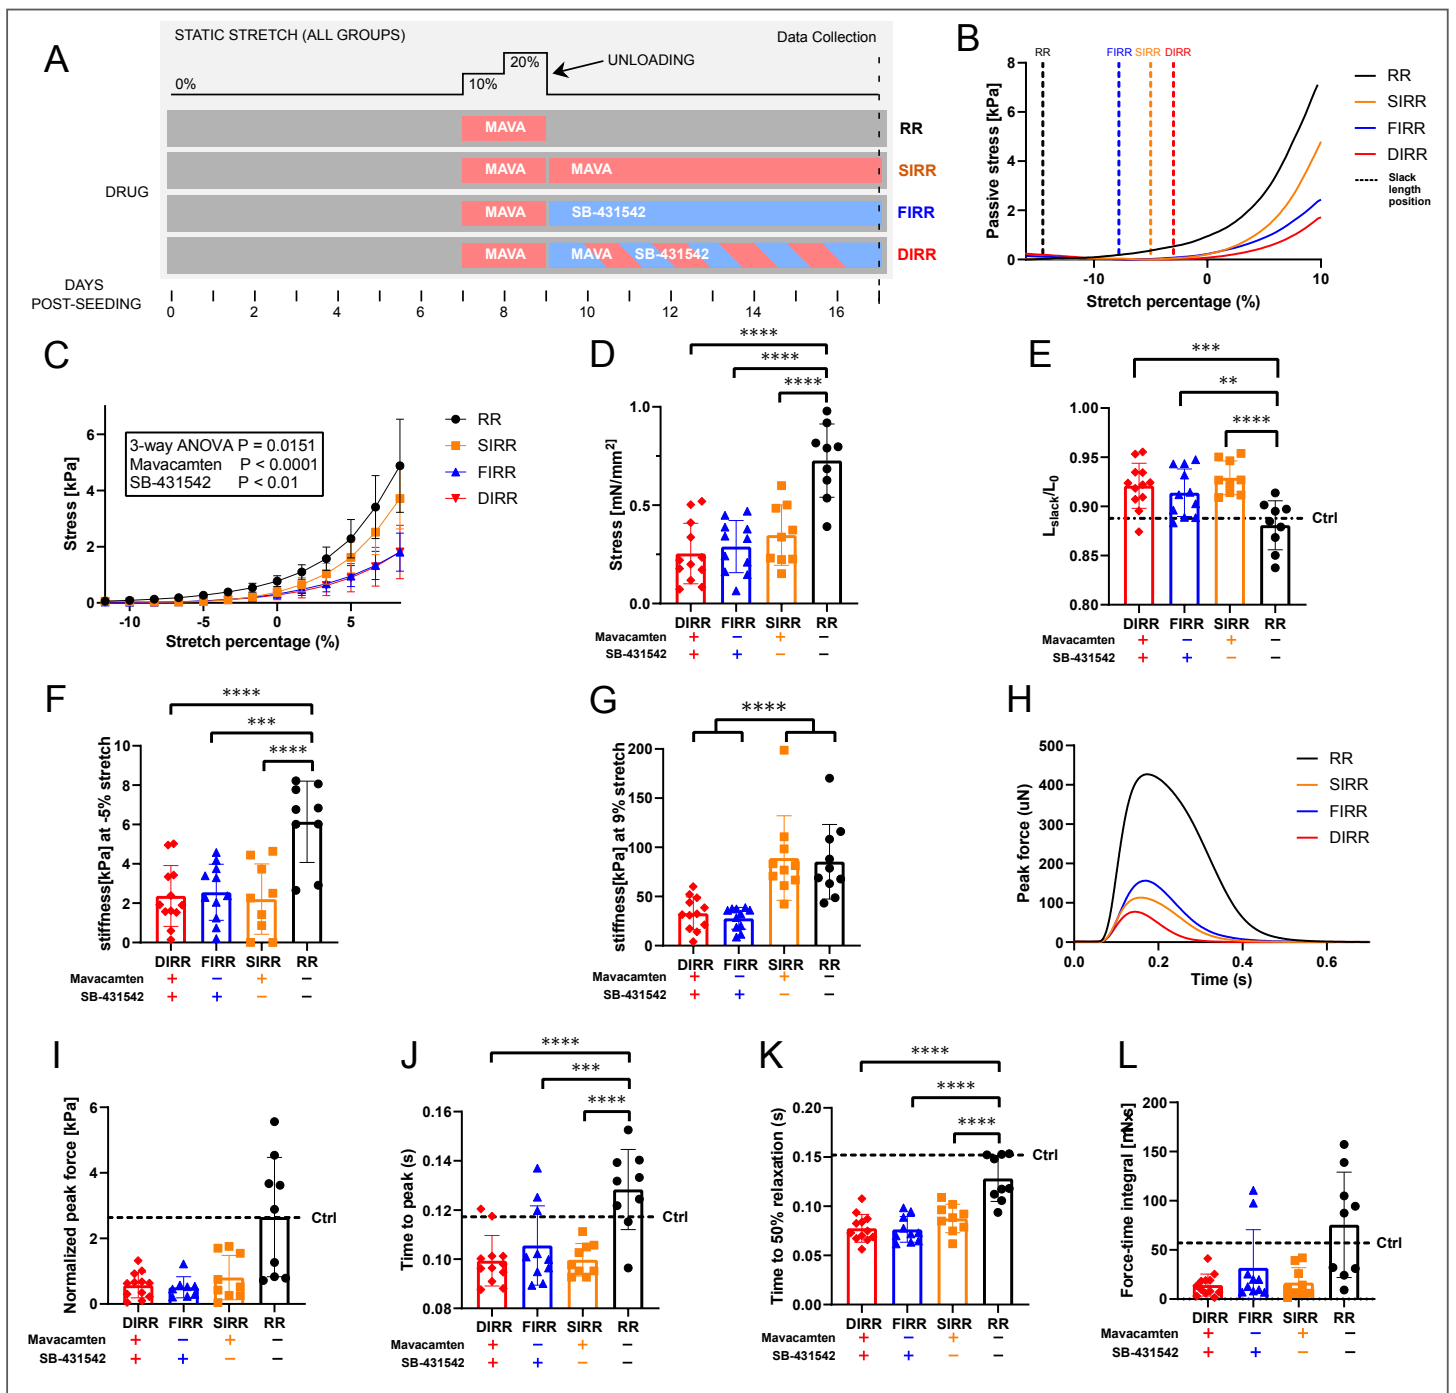 A
STATIC STRETCH (ALL GROUPS)
Data Collection
0%
10%
20%
UNLOADING
DRUG
MAVA
RR
MAVA MAVA
SIRR
MAVA SB-431542
FIRR
MAVA MAVA SB-431542
DIRR
DAYS
POST-SEEDING
0 2 4 6 8 10 12 14 16
B
RR FIRR SIRR DIRR
Passive stress [kPa]
8
6
4
2
0
-10 0 10
Stretch percentage (%)
RR
SIRR
FIRR
DIRR
Slack
length
position
C
Stress [kPa]
6
4
2
0
3-way ANOVA P = 0.0151
Mavacamten P < 0.0001
SB-431542 P < 0.01
-10 -5 0 5
Stretch percentage (%)
RR
SIRR
FIRR
DIRR
D
****
****
****
Stress [mN/mm²]
1.0
0.5
0.0
DIRR FIRR SIRR RR
Mavacamten + − + −
SB-431542 + + − −
E
***
**
****
Lslack/L0
1.00
0.95
0.90
0.85
0.80
Ctrl
DIRR FIRR SIRR RR
Mavacamten + − + −
SB-431542 + + − −
F
****
***
****
stiffness[kPa] at -5% stretch
10
8
6
4
2
0
DIRR FIRR SIRR RR
Mavacamten + − + −
SB-431542 + + − −
G
****
stiffness[kPa] at 9% stretch
200
150
100
50
0
DIRR FIRR SIRR RR
Mavacamten + − + −
SB-431542 + + − −
H
Peak force (uN)
500
400
300
200
100
0
0.0 0.2 0.4 0.6
Time (s)
RR
SIRR
FIRR
DIRR
I
Normalized peak force [kPa]
6
4
2
0
Ctrl
DIRR FIRR SIRR RR
Mavacamten + − + −
SB-431542 + + − −
J
****
***
****
Time to peak (s)
0.16
0.14
0.12
0.10
0.08
Ctrl
DIRR FIRR SIRR RR
Mavacamten + − + −
SB-431542 + + − −
K
****
****
****
Time to 50% relaxation (s)
0.20
0.15
0.10
0.05
0.00
Ctrl
DIRR FIRR SIRR RR
Mavacamten + − + −
SB-431542 + + − −
L
Force-time integral
200
150
100
50
0
Ctrl
DIRR FIRR SIRR RR
Mavacamten + − + −
SB-431542 + + − −